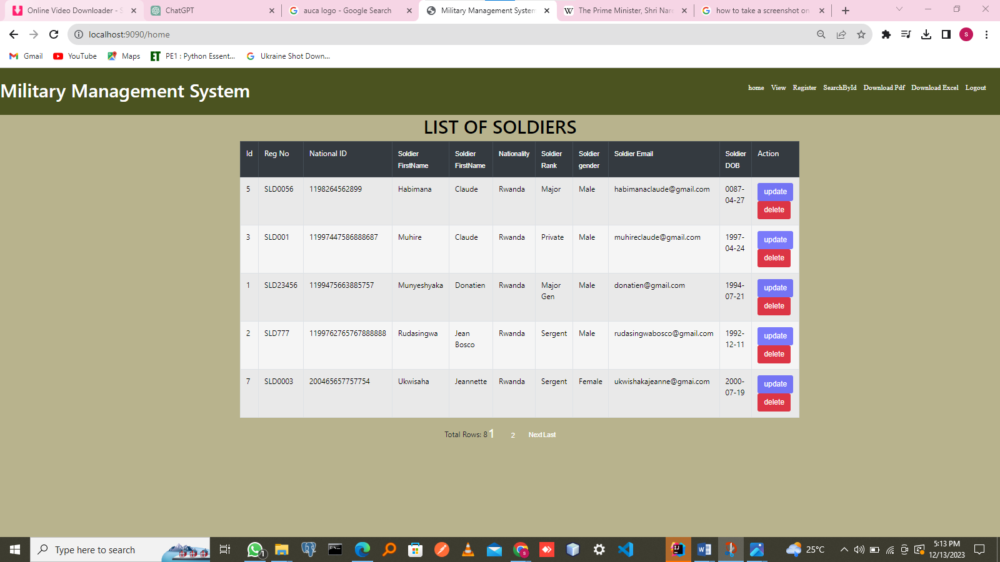 Online Video Downloader - S
ChatGPT
auca logo - Google Search
Military Management System
The Prime Minister, Shri Nare
how to take a screenshot on
localhost:9090/home
S
Gmail
YouTube
Maps
PE1 : Python Essent...
Ukraine Shot Down...
Military Management System
home View Register SearchById Download Pdf Download Excel Logout
LIST OF SOLDIERS
Id Reg No National ID Soldier FirstName Soldier FirstName Nationality Soldier Rank Soldier gender Soldier Email Soldier DOB Action
5 SLD0056 1198264562899 Habimana Claude Rwanda Major Male habimanaclaude@gmail.com 0087-04-27 update delete
3 SLD001 11997447586888687 Muhire Claude Rwanda Private Male muhireclaude@gmail.com 1997-04-24 update delete
1 SLD23456 1199475663885757 Munyeshyaka Donatien Rwanda Major Gen Male donatien@gmail.com 1994-07-21 update delete
2 SLD777 1199762765767888888 Rudasingwa Jean Bosco Rwanda Sergent Male rudasingwabosco@gmail.com 1992-12-11 update delete
7 SLD0003 200465657757754 Ukwisaha Jeannette Rwanda Sergent Female ukwishakajeanne@gmai.com 2000-07-19 update delete
Total Rows: 8 1 2 Next Last
Type here to search
1
25°C
5:13 PM
12/13/2023